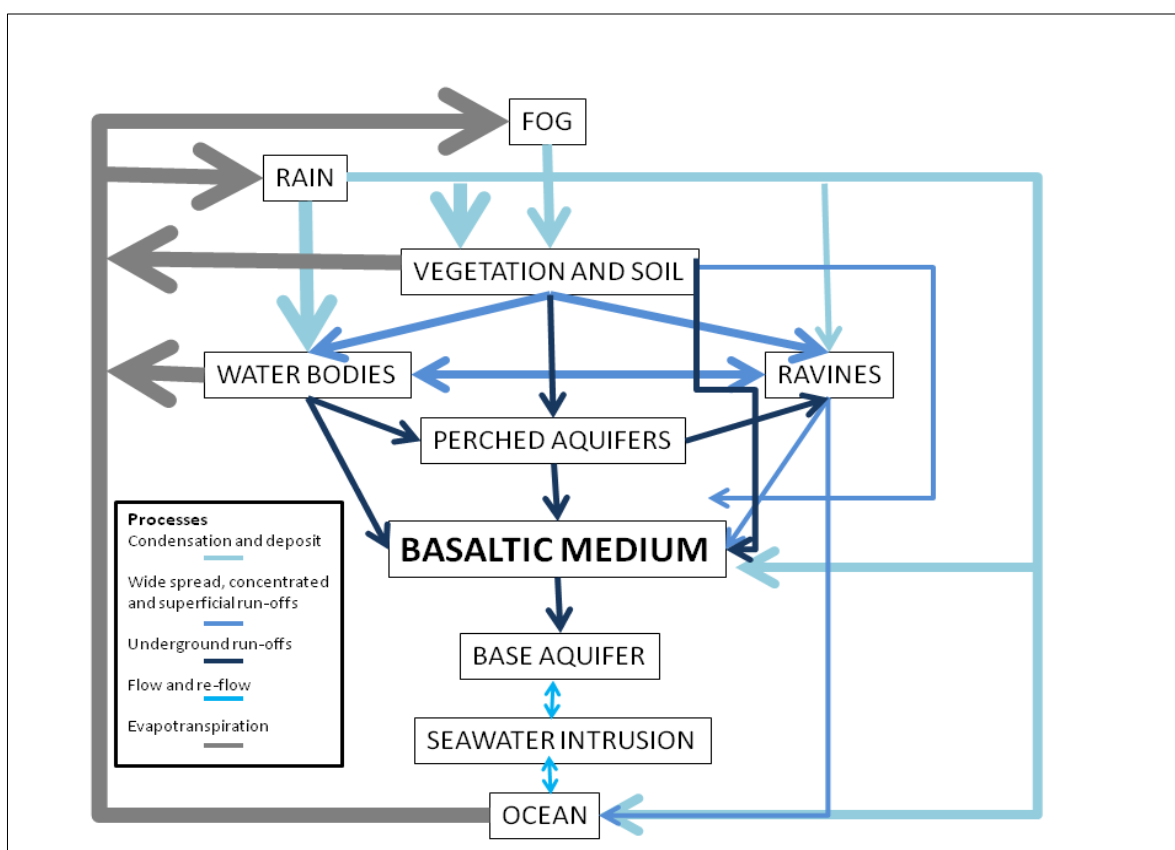 FOG
RAIN
VEGETATION AND SOIL
WATER BODIES
RAVINES
PERCHED AQUIFERS
BASALTIC MEDIUM
BASE AQUIFER
SEAWATER INTRUSION
OCEAN
Processes
Condensation and deposit
Wide spread, concentrated
and superficial run-offs
Underground run-offs
Flow and re-flow
Evapotranspiration